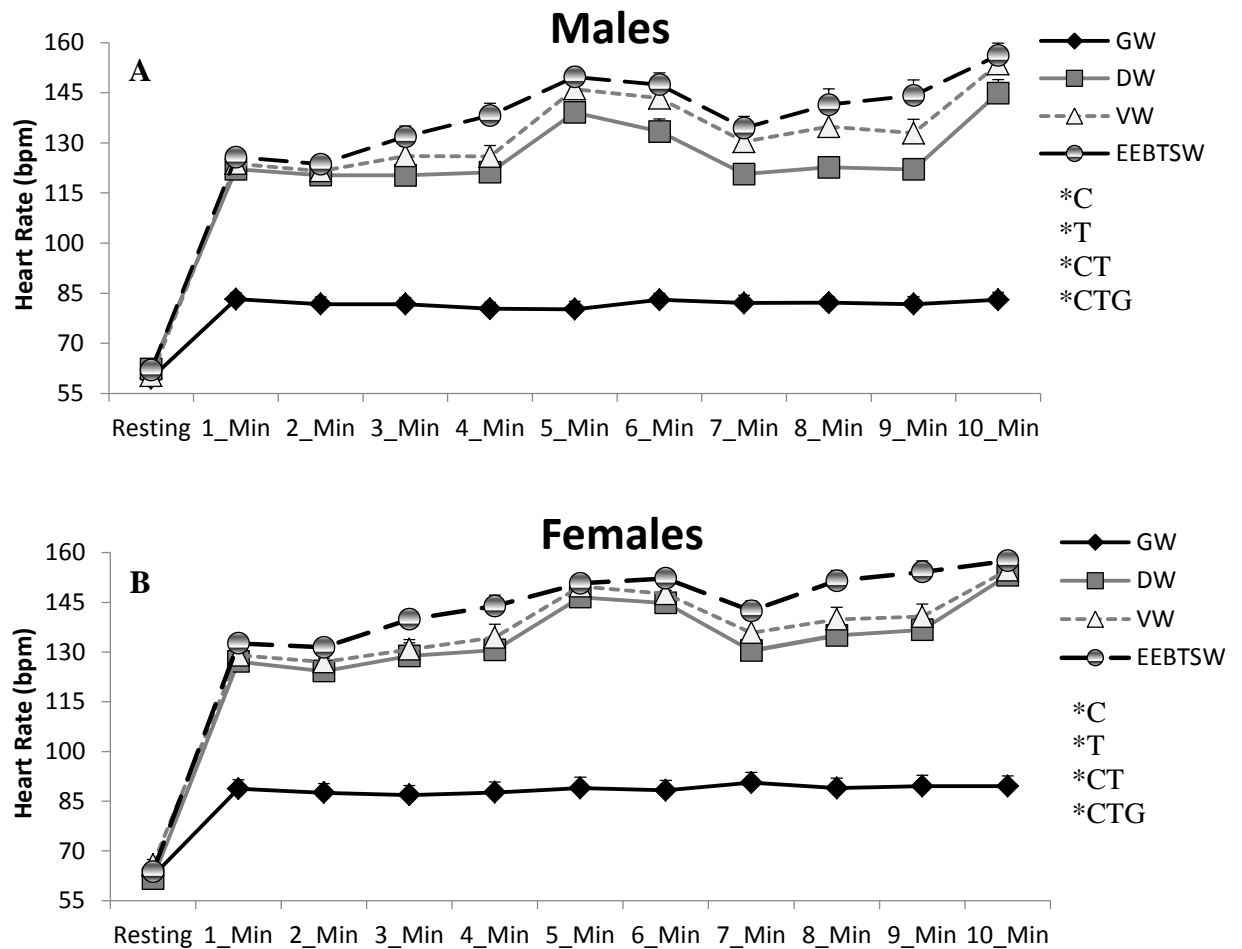 Males
A
160
145
130
115
100
85
70
55
Heart Rate (bpm)
Resting 1_Min 2_Min 3_Min 4_Min 5_Min 6_Min 7_Min 8_Min 9_Min 10_Min
GW
DW
VW
EEBTSW
*C
*T
*CT
*CTG
Females
B
160
145
130
115
100
85
70
55
Heart Rate (bpm)
Resting 1_Min 2_Min 3_Min 4_Min 5_Min 6_Min 7_Min 8_Min 9_Min 10_Min
GW
DW
VW
EEBTSW
*C
*T
*CT
*CTG